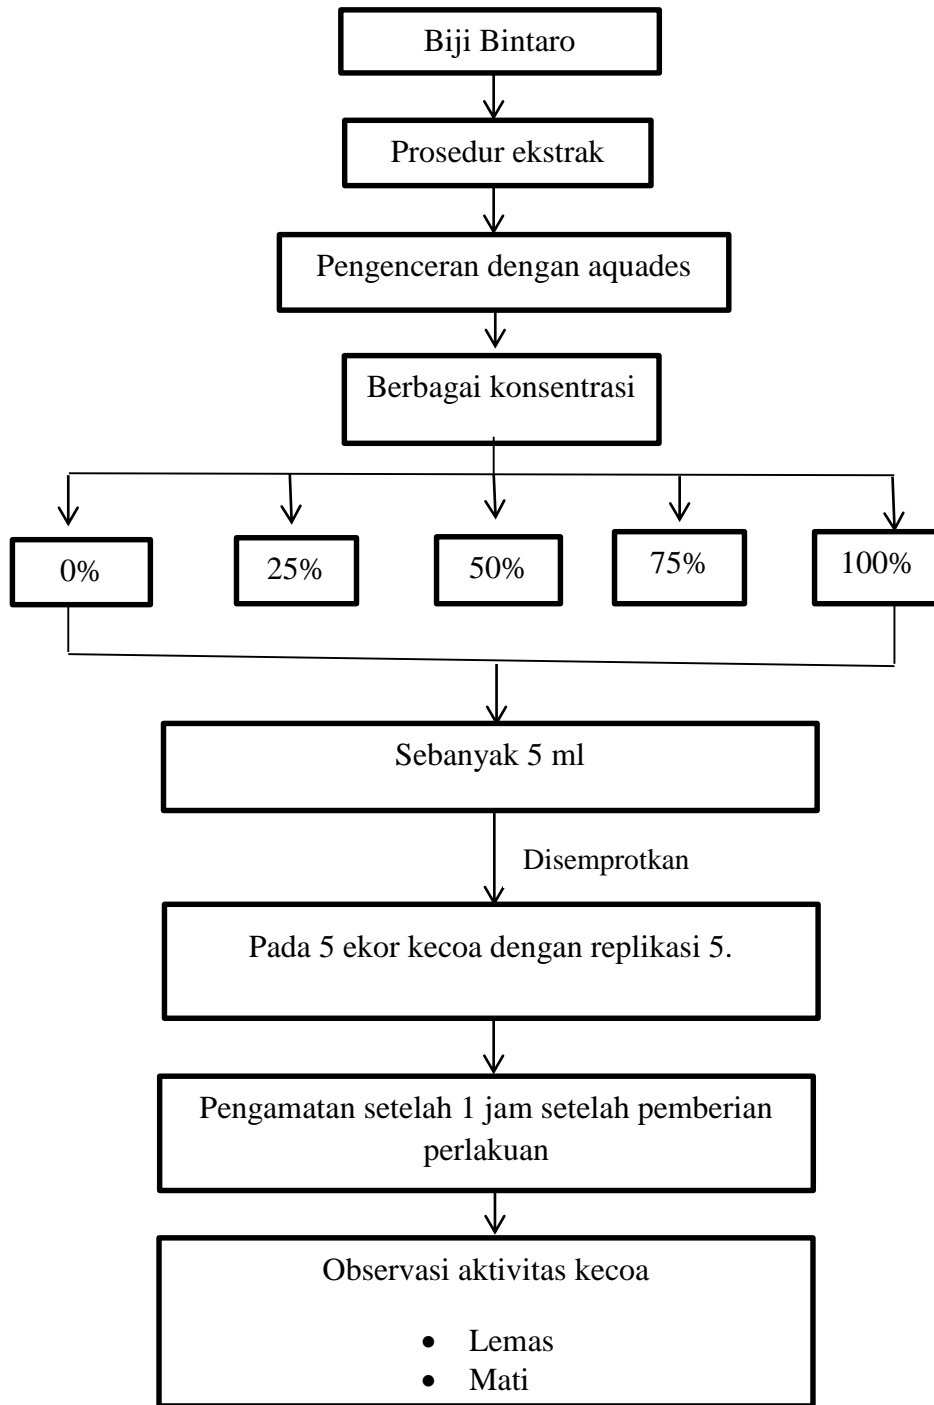 Biji Bintaro
Prosedur ekstrak
Pengenceran dengan aquades
Berbagai konsentrasi
0%
25%
50%
75%
100%
Sebanyak 5 ml
Disemprotkan
Pada 5 ekor kecoa dengan replikasi 5.
Pengamatan setelah 1 jam setelah pemberian
perlakuan
Observasi aktivitas kecoa
• Lemas
• Mati